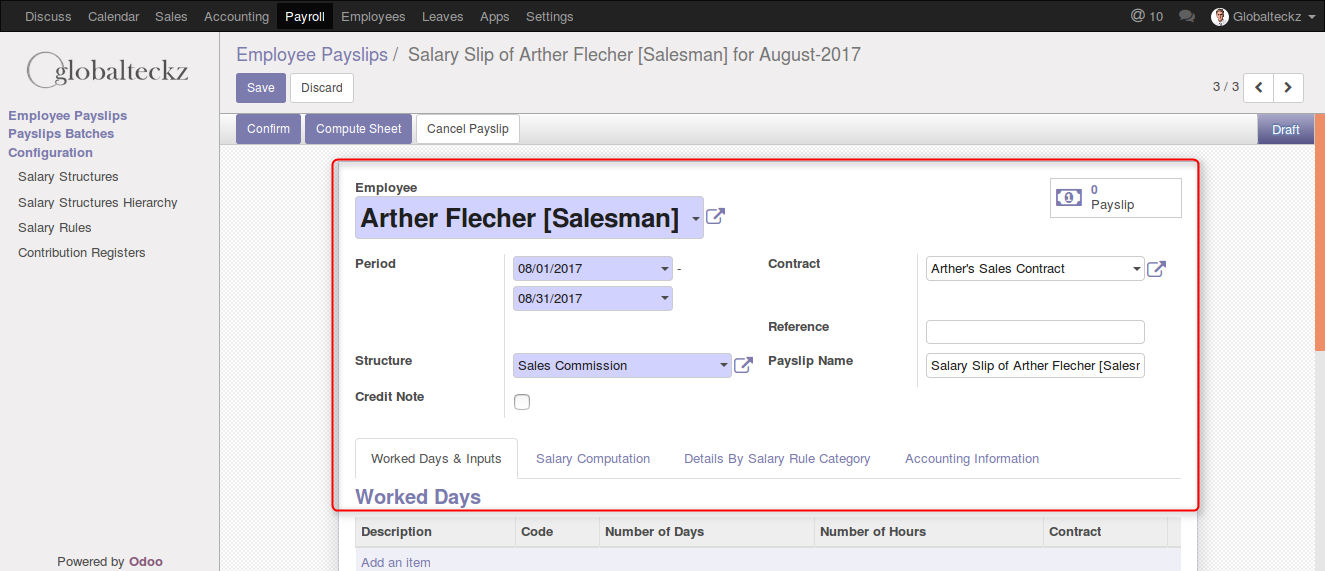 Discuss Calendar Sales Accounting Payroll Employees Leaves Apps Settings @ 10 Globalteckz
globalteckz
Employee Payslips
Payslips Batches
Configuration
Salary Structures
Salary Structures Hierarchy
Salary Rules
Contribution Registers
Powered by Odoo
Employee Payslips / Salary Slip of Arther Flecher [Salesman] for August-2017
Save Discard 3 / 3
Confirm Compute Sheet Cancel Payslip Draft
Employee
Arther Flecher [Salesman]
1 0
Payslip
Period 08/01/2017 - Contract Arther's Sales Contract
08/31/2017
Reference
Structure Sales Commission Payslip Name Salary Slip of Arther Flecher [Salesr
Credit Note
Worked Days & Inputs Salary Computation Details By Salary Rule Category Accounting Information
Worked Days
Description Code Number of Days Number of Hours Contract
Add an item